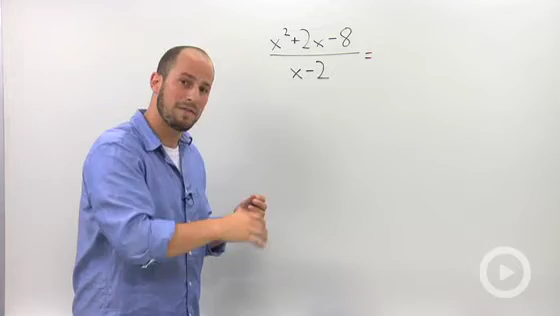 x²+2x-8
x-2 =